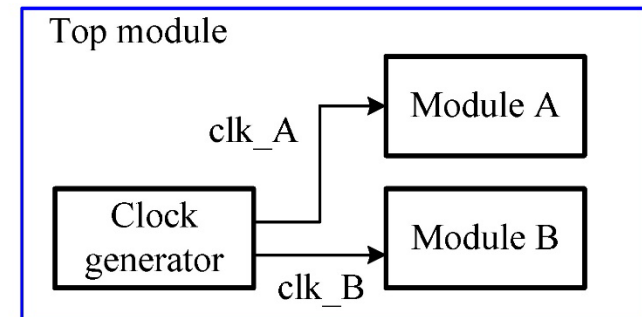 Top module
Module A
clk_A
Clock
generator
Module B
clk_B